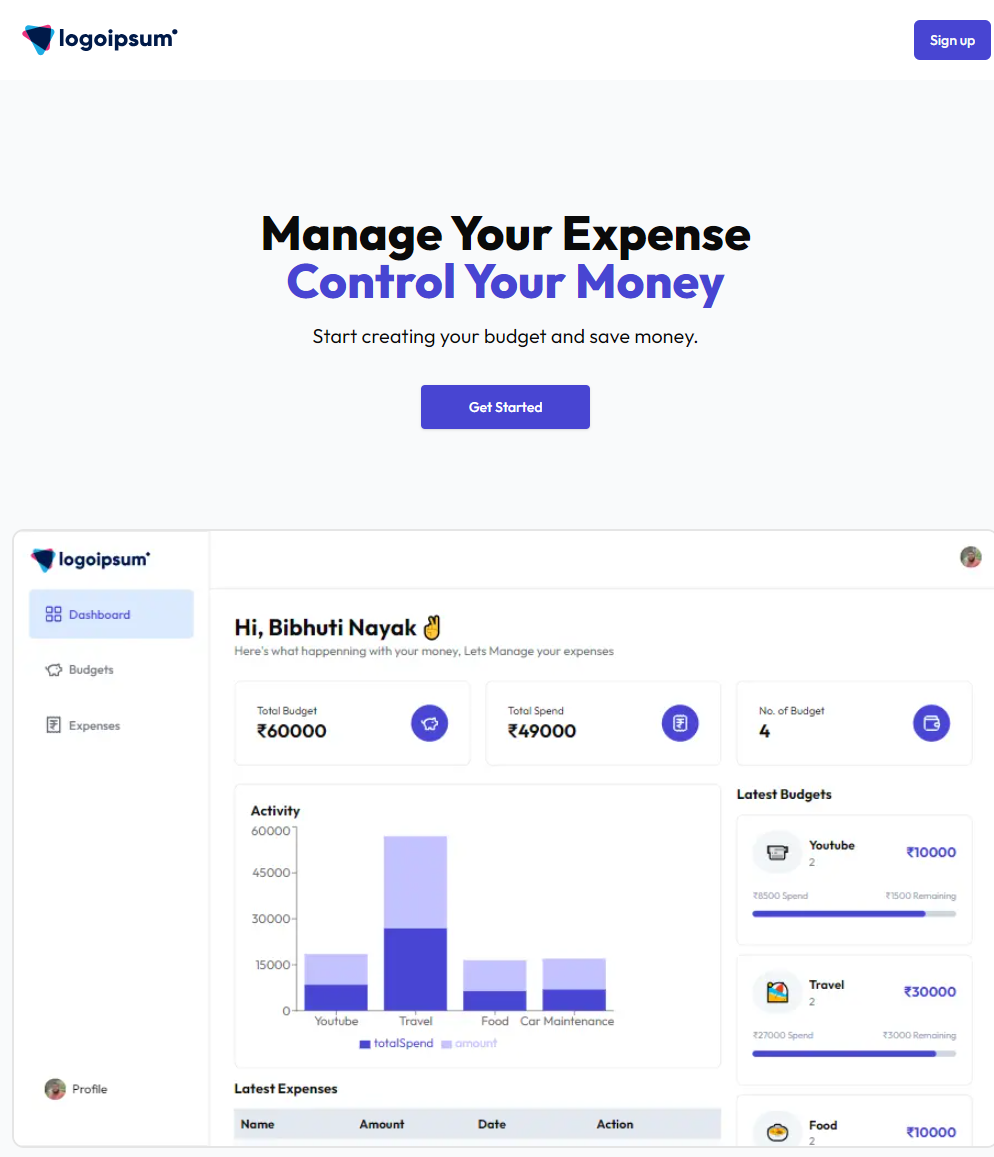 logoipsum
Sign up
Manage Your Expense
Control Your Money
Start creating your budget and save money.
Get Started
logoipsum
Dashboard
Budgets
Expenses
Profile
Hi, Bibhuti Nayak ✌
Here's what happenning with your money, Lets Manage your expenses
Total Budget
₹60000
Total Spend
₹49000
No. of Budget
4
Activity
60000
45000
30000
15000
0
Youtube Travel Food Car Maintenance
totalSpend amount
Latest Expenses
Name Amount Date Action
Latest Budgets
Youtube
2
₹10000
₹8500 Spend ₹1500 Remaining
Travel
2
₹30000
₹27000 Spend ₹3000 Remaining
Food
2
₹10000